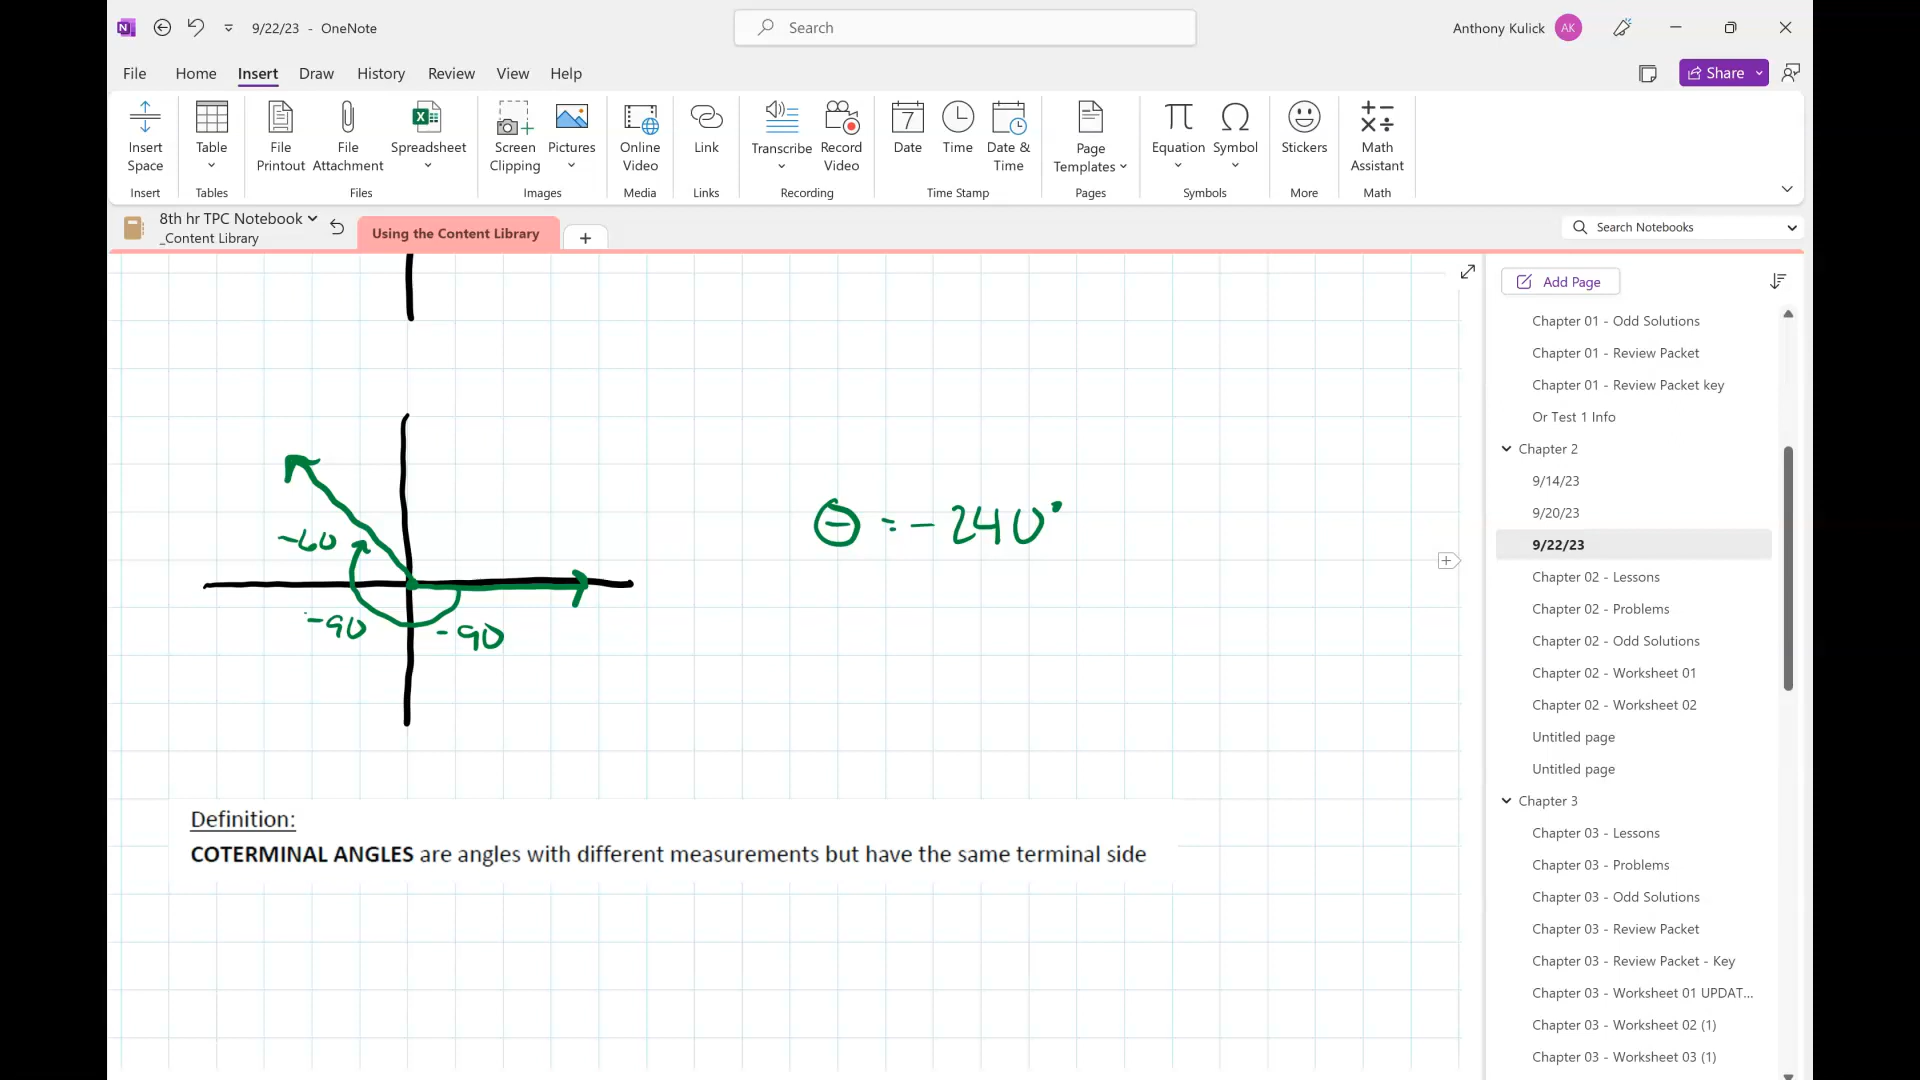 9/22/23 - OneNote
Search
Anthony Kulick AK
File Home Insert Draw History Review View Help
Share
Insert Space
Table
File Printout
File Attachment
Spreadsheet
Screen Clipping
Pictures
Online Video
Link
Transcribe
Record Video
7
Date
Time
Date & Time
Page Templates
Equation
Symbol
Stickers
Math Assistant
Insert Tables Files Images Media Links Recording Time Stamp Pages Symbols More Math
8th hr TPC Notebook
_Content Library
Using the Content Library
+
Search Notebooks
Add Page
Chapter 01 - Odd Solutions
Chapter 01 - Review Packet
Chapter 01 - Review Packet key
Or Test 1 Info
Chapter 2
9/14/23
9/20/23
9/22/23
Chapter 02 - Lessons
Chapter 02 - Problems
Chapter 02 - Odd Solutions
Chapter 02 - Worksheet 01
Chapter 02 - Worksheet 02
Untitled page
Untitled page
Chapter 3
Chapter 03 - Lessons
Chapter 03 - Problems
Chapter 03 - Odd Solutions
Chapter 03 - Review Packet
Chapter 03 - Review Packet - Key
Chapter 03 - Worksheet 01 UPDAT...
Chapter 03 - Worksheet 02 (1)
Chapter 03 - Worksheet 03 (1)
-60
-90
-90
Θ = -240°
Definition:
COTERMINAL ANGLES are angles with different measurements but have the same terminal side